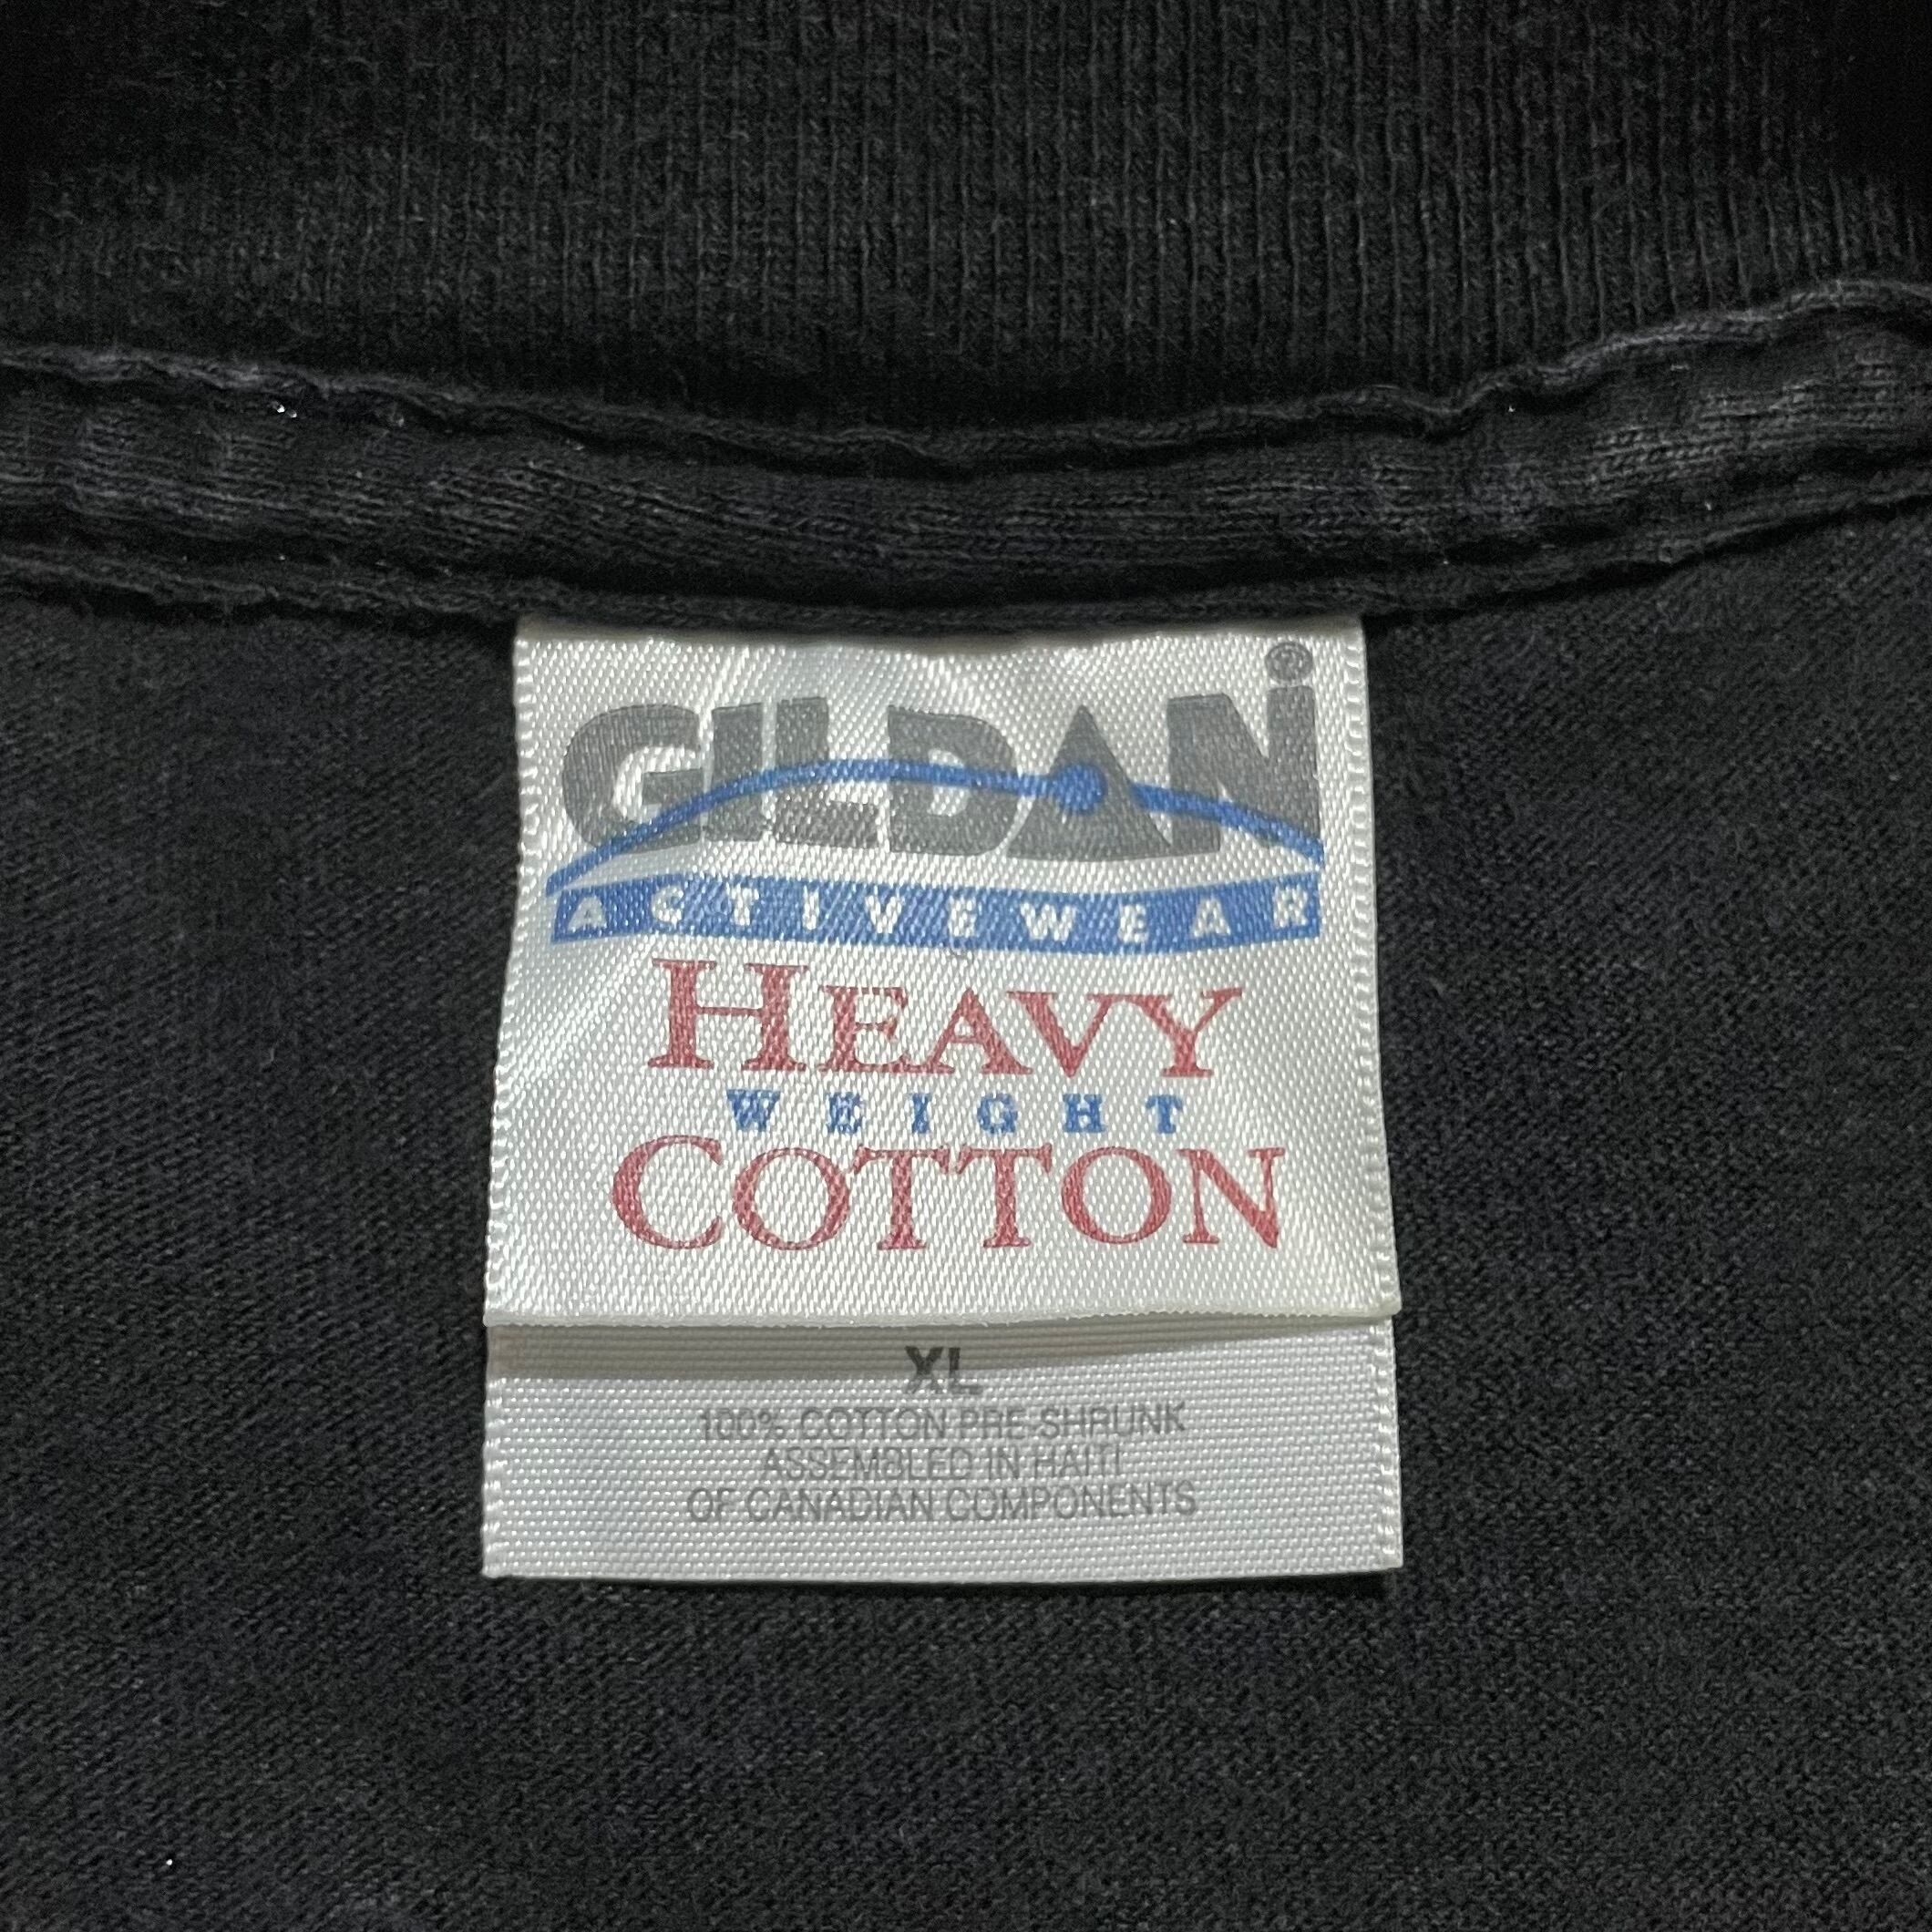 GILDAN®
ACTIVEWEAR
HEAVY
WEIGHT
COTTON
XL
100% COTTON PRE-SHRUNK
ASSEMBLED IN HAITI
OF CANADIAN COMPONENTS